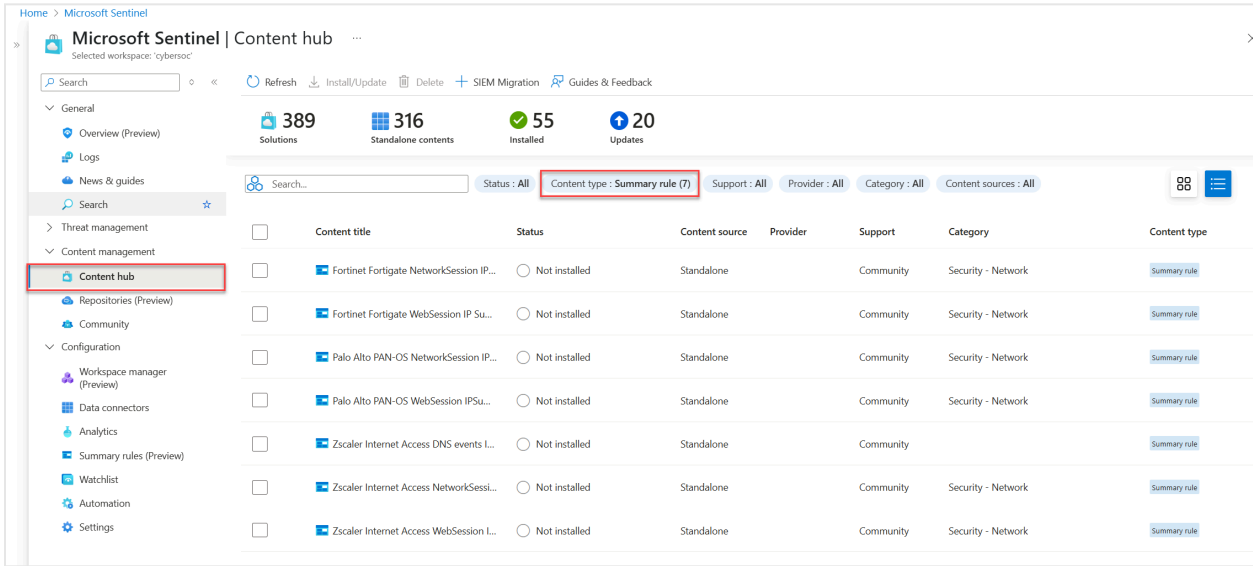 Home > Microsoft Sentinel
Microsoft Sentinel | Content hub ...
Selected workspace: 'cybersoc'
Search
Refresh Install/Update Delete SIEM Migration Guides & Feedback
General
Overview (Preview)
Logs
News & guides
Search
Threat management
Content management
Content hub
Repositories (Preview)
Community
Configuration
Workspace manager
(Preview)
Data connectors
Analytics
Summary rules (Preview)
Watchlist
Automation
Settings
389 316 55 20
Solutions Standalone contents Installed Updates
Search... Status : All Content type : Summary rule (7) Support : All Provider : All Category : All Content sources : All
Content title Status Content source Provider Support Category Content type
Fortinet Fortigate NetworkSession IP... Not installed Standalone Community Security - Network Summary rule
Fortinet Fortigate WebSession IP Su... Not installed Standalone Community Security - Network Summary rule
Palo Alto PAN-OS NetworkSession IP... Not installed Standalone Community Security - Network Summary rule
Palo Alto PAN-OS WebSession IPSu... Not installed Standalone Community Security - Network Summary rule
Zscaler Internet Access DNS events I... Not installed Standalone Community Summary rule
Zscaler Internet Access NetworkSessi... Not installed Standalone Community Security - Network Summary rule
Zscaler Internet Access WebSession I... Not installed Standalone Community Security - Network Summary rule